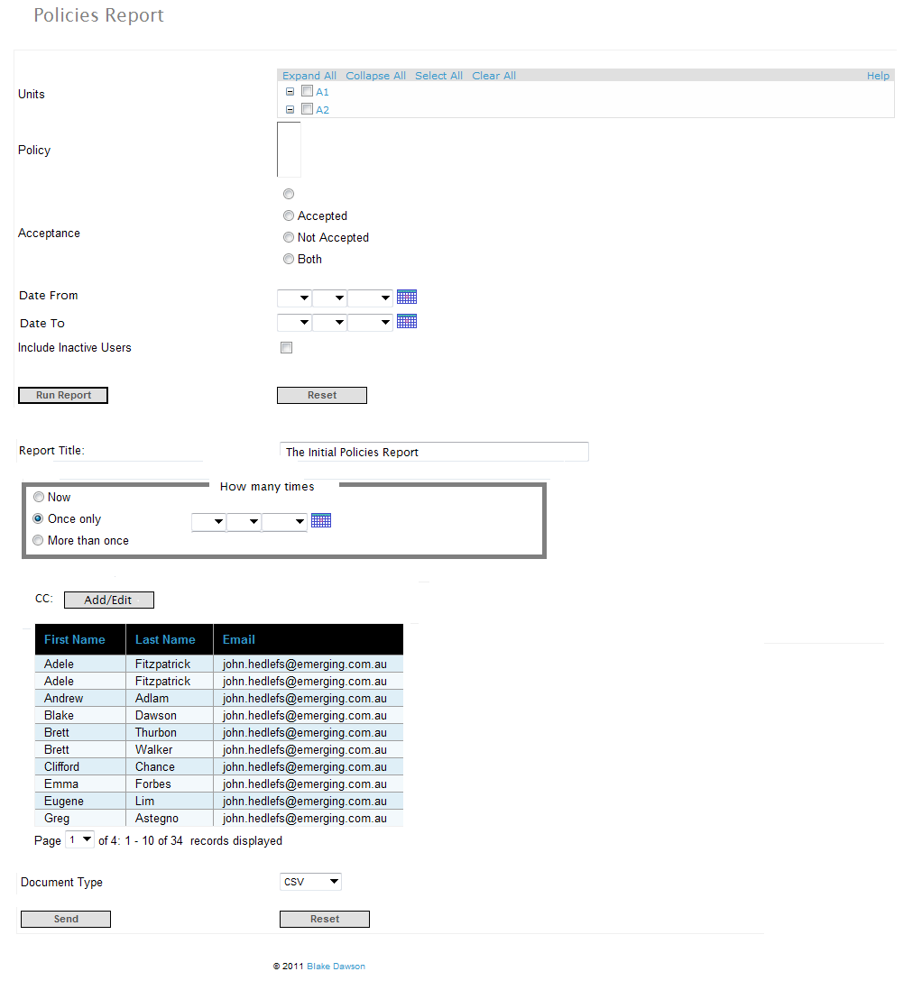 Policies Report
Expand All Collapse All Select All Clear All Help
Units
A1
A2
Policy
Acceptance
Accepted
Not Accepted
Both
Date From
Date To
Include Inactive Users
Run Report Reset
Report Title: The Initial Policies Report
How many times
Now
Once only
More than once
CC: Add/Edit
First Name Last Name Email
Adele Fitzpatrick john.hedlefs@emerging.com.au
Adele Fitzpatrick john.hedlefs@emerging.com.au
Andrew Adlam john.hedlefs@emerging.com.au
Blake Dawson john.hedlefs@emerging.com.au
Brett Thurbon john.hedlefs@emerging.com.au
Brett Walker john.hedlefs@emerging.com.au
Clifford Chance john.hedlefs@emerging.com.au
Emma Forbes john.hedlefs@emerging.com.au
Eugene Lim john.hedlefs@emerging.com.au
Greg Astegno john.hedlefs@emerging.com.au
Page 1 of 4: 1 - 10 of 34 records displayed
Document Type CSV
Send Reset
© 2011 Blake Dawson